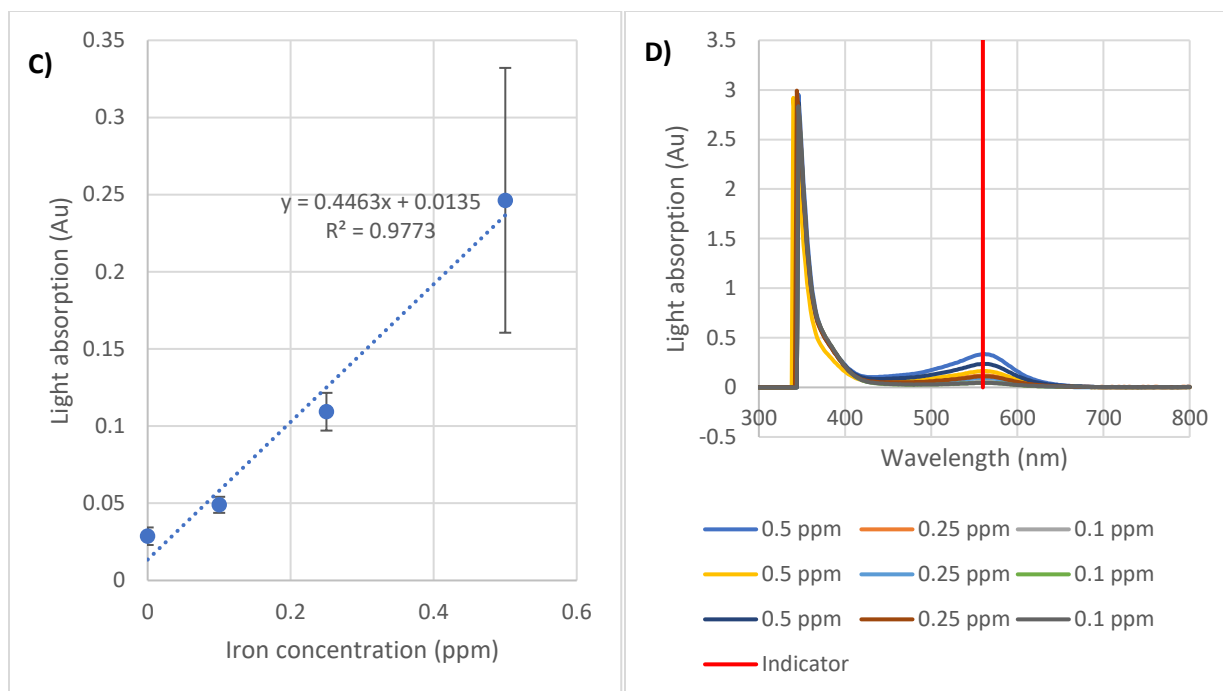 C)
Light absorption (Au)
0.35
0.3
0.25
0.2
0.15
0.1
0.05
0
y = 0.4463x + 0.0135
R² = 0.9773
0 0.2 0.4 0.6
Iron concentration (ppm)
D)
Light absorption (Au)
3.5
3
2.5
2
1.5
1
0.5
0
-0.5
300 400 500 600 700 800
Wavelength (nm)
0.5 ppm 0.25 ppm 0.1 ppm
0.5 ppm 0.25 ppm 0.1 ppm
0.5 ppm 0.25 ppm 0.1 ppm
Indicator